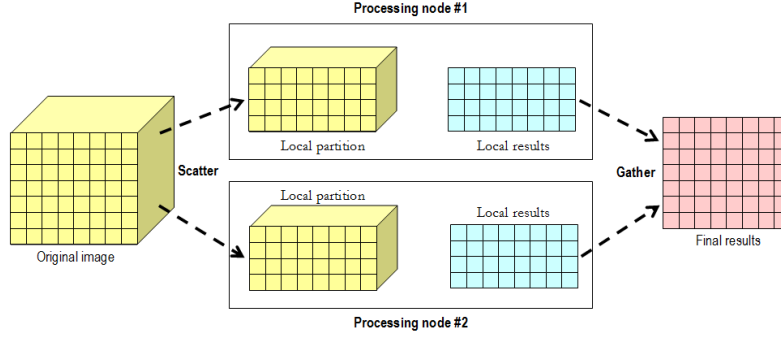 Processing node #1
Local partition
Local results
Scatter
Gather
Local partition
Local results
Original image
Final results
Processing node #2